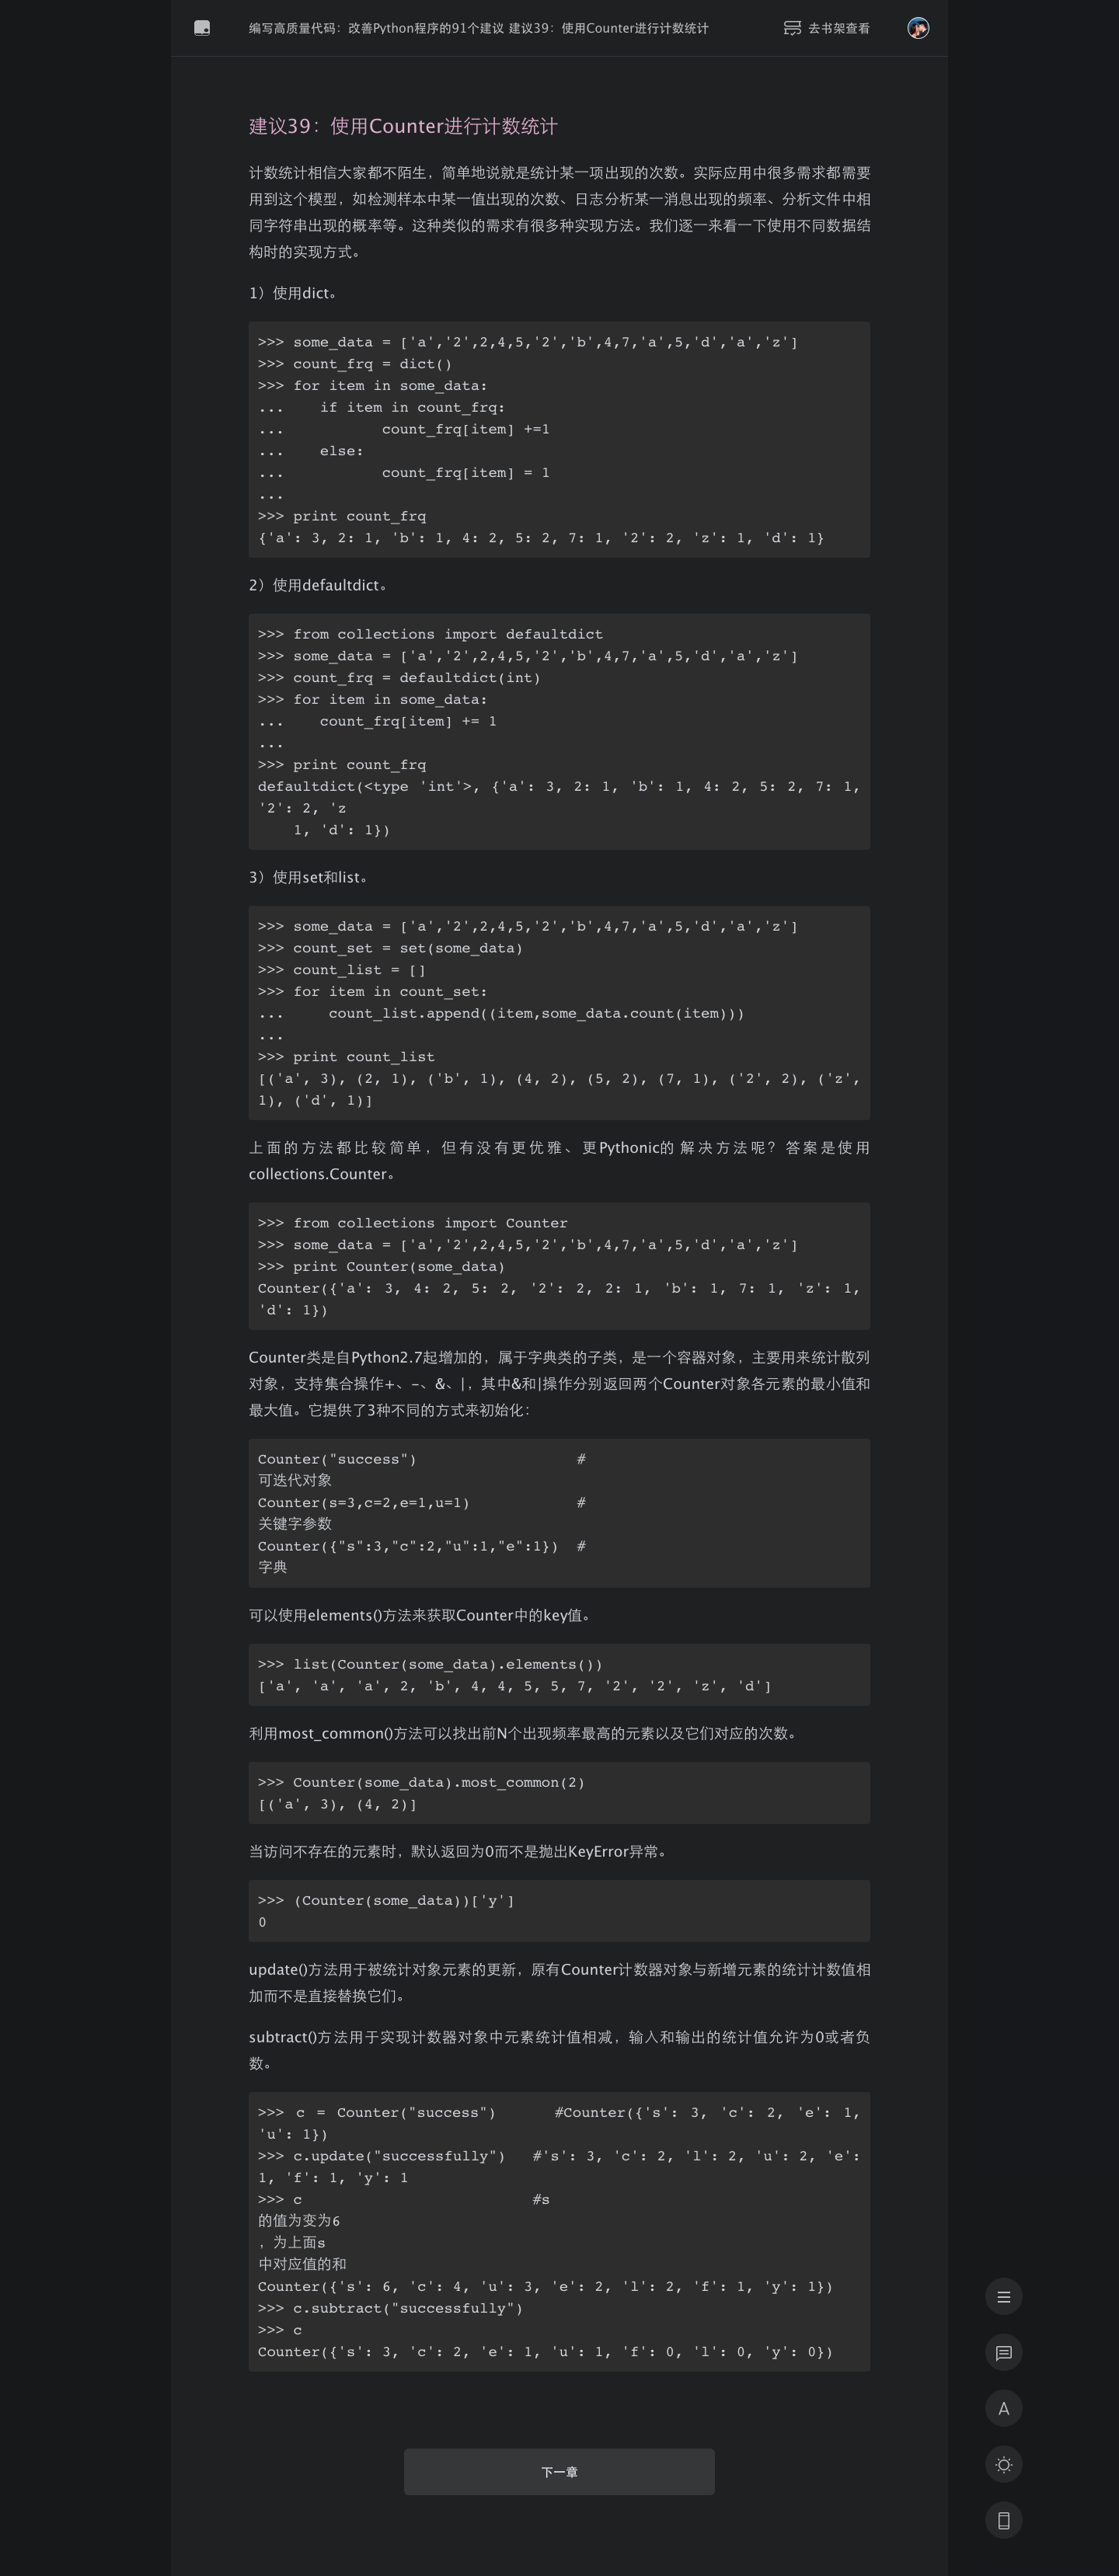 编写高质量代码：改善Python程序的91个建议 建议39：使用Counter进行计数统计
去书架查看
建议39：使用Counter进行计数统计
计数统计相信大家都不陌生，简单地说就是统计某一项出现的次数。实际应用中很多需求都需要
用到这个模型，如检测样本中某一值出现的次数、日志分析某一消息出现的频率、分析文件中相
同字符串出现的概率等。这种类似的需求有很多种实现方法。我们逐一来看一下使用不同数据结
构时的实现方式。
1）使用dict。
>>> some_data = ['a','2',2,4,5,'2','b',4,7,'a',5,'d','a','z']
>>> count_frq = dict()
>>> for item in some_data:
...    if item in count_frq:
...           count_frq[item] +=1
...    else:
...           count_frq[item] = 1
...
>>> print count_frq
{'a': 3, 2: 1, 'b': 1, 4: 2, 5: 2, 7: 1, '2': 2, 'z': 1, 'd': 1}
2）使用defaultdict。
>>> from collections import defaultdict
>>> some_data = ['a','2',2,4,5,'2','b',4,7,'a',5,'d','a','z']
>>> count_frq = defaultdict(int)
>>> for item in some_data:
...    count_frq[item] += 1
...
>>> print count_frq
defaultdict(<type 'int'>, {'a': 3, 2: 1, 'b': 1, 4: 2, 5: 2, 7: 1,
'2': 2, 'z
    1, 'd': 1})
3）使用set和list。
>>> some_data = ['a','2',2,4,5,'2','b',4,7,'a',5,'d','a','z']
>>> count_set = set(some_data)
>>> count_list = []
>>> for item in count_set:
...     count_list.append((item,some_data.count(item)))
...
>>> print count_list
[('a', 3), (2, 1), ('b', 1), (4, 2), (5, 2), (7, 1), ('2', 2), ('z',
1), ('d', 1)]
上面的方法都比较简单，但有没有更优雅、更Pythonic的解决方法呢？答案是使用
collections.Counter。
>>> from collections import Counter
>>> some_data = ['a','2',2,4,5,'2','b',4,7,'a',5,'d','a','z']
>>> print Counter(some_data)
Counter({'a': 3, 4: 2, 5: 2, '2': 2, 2: 1, 'b': 1, 7: 1, 'z': 1,
'd': 1})
Counter类是自Python2.7起增加的，属于字典类的子类，是一个容器对象，主要用来统计散列
对象，支持集合操作+、-、&、|，其中&和|操作分别返回两个Counter对象各元素的最小值和
最大值。它提供了3种不同的方式来初始化：
Counter("success")                  #
可迭代对象
Counter(s=3,c=2,e=1,u=1)            #
关键字参数
Counter({"s":3,"c":2,"u":1,"e":1})  #
字典
可以使用elements()方法来获取Counter中的key值。
>>> list(Counter(some_data).elements())
['a', 'a', 'a', 2, 'b', 4, 4, 5, 5, 7, '2', '2', 'z', 'd']
利用most_common()方法可以找出前N个出现频率最高的元素以及它们对应的次数。
>>> Counter(some_data).most_common(2)
[('a', 3), (4, 2)]
当访问不存在的元素时，默认返回为0而不是抛出KeyError异常。
>>> (Counter(some_data))['y']
0
update()方法用于被统计对象元素的更新，原有Counter计数器对象与新增元素的统计计数值相
加而不是直接替换它们。
subtract()方法用于实现计数器对象中元素统计值相减，输入和输出的统计值允许为0或者负
数。
>>> c = Counter("success")      #Counter({'s': 3, 'c': 2, 'e': 1,
'u': 1})
>>> c.update("successfully")   #'s': 3, 'c': 2, 'l': 2, 'u': 2, 'e':
1, 'f': 1, 'y': 1
>>> c                          #s
的值为变为6
，为上面s
中对应值的和
Counter({'s': 6, 'c': 4, 'u': 3, 'e': 2, 'l': 2, 'f': 1, 'y': 1})
>>> c.subtract("successfully")
>>> c
Counter({'s': 3, 'c': 2, 'e': 1, 'u': 1, 'f': 0, 'l': 0, 'y': 0})
A
下一章